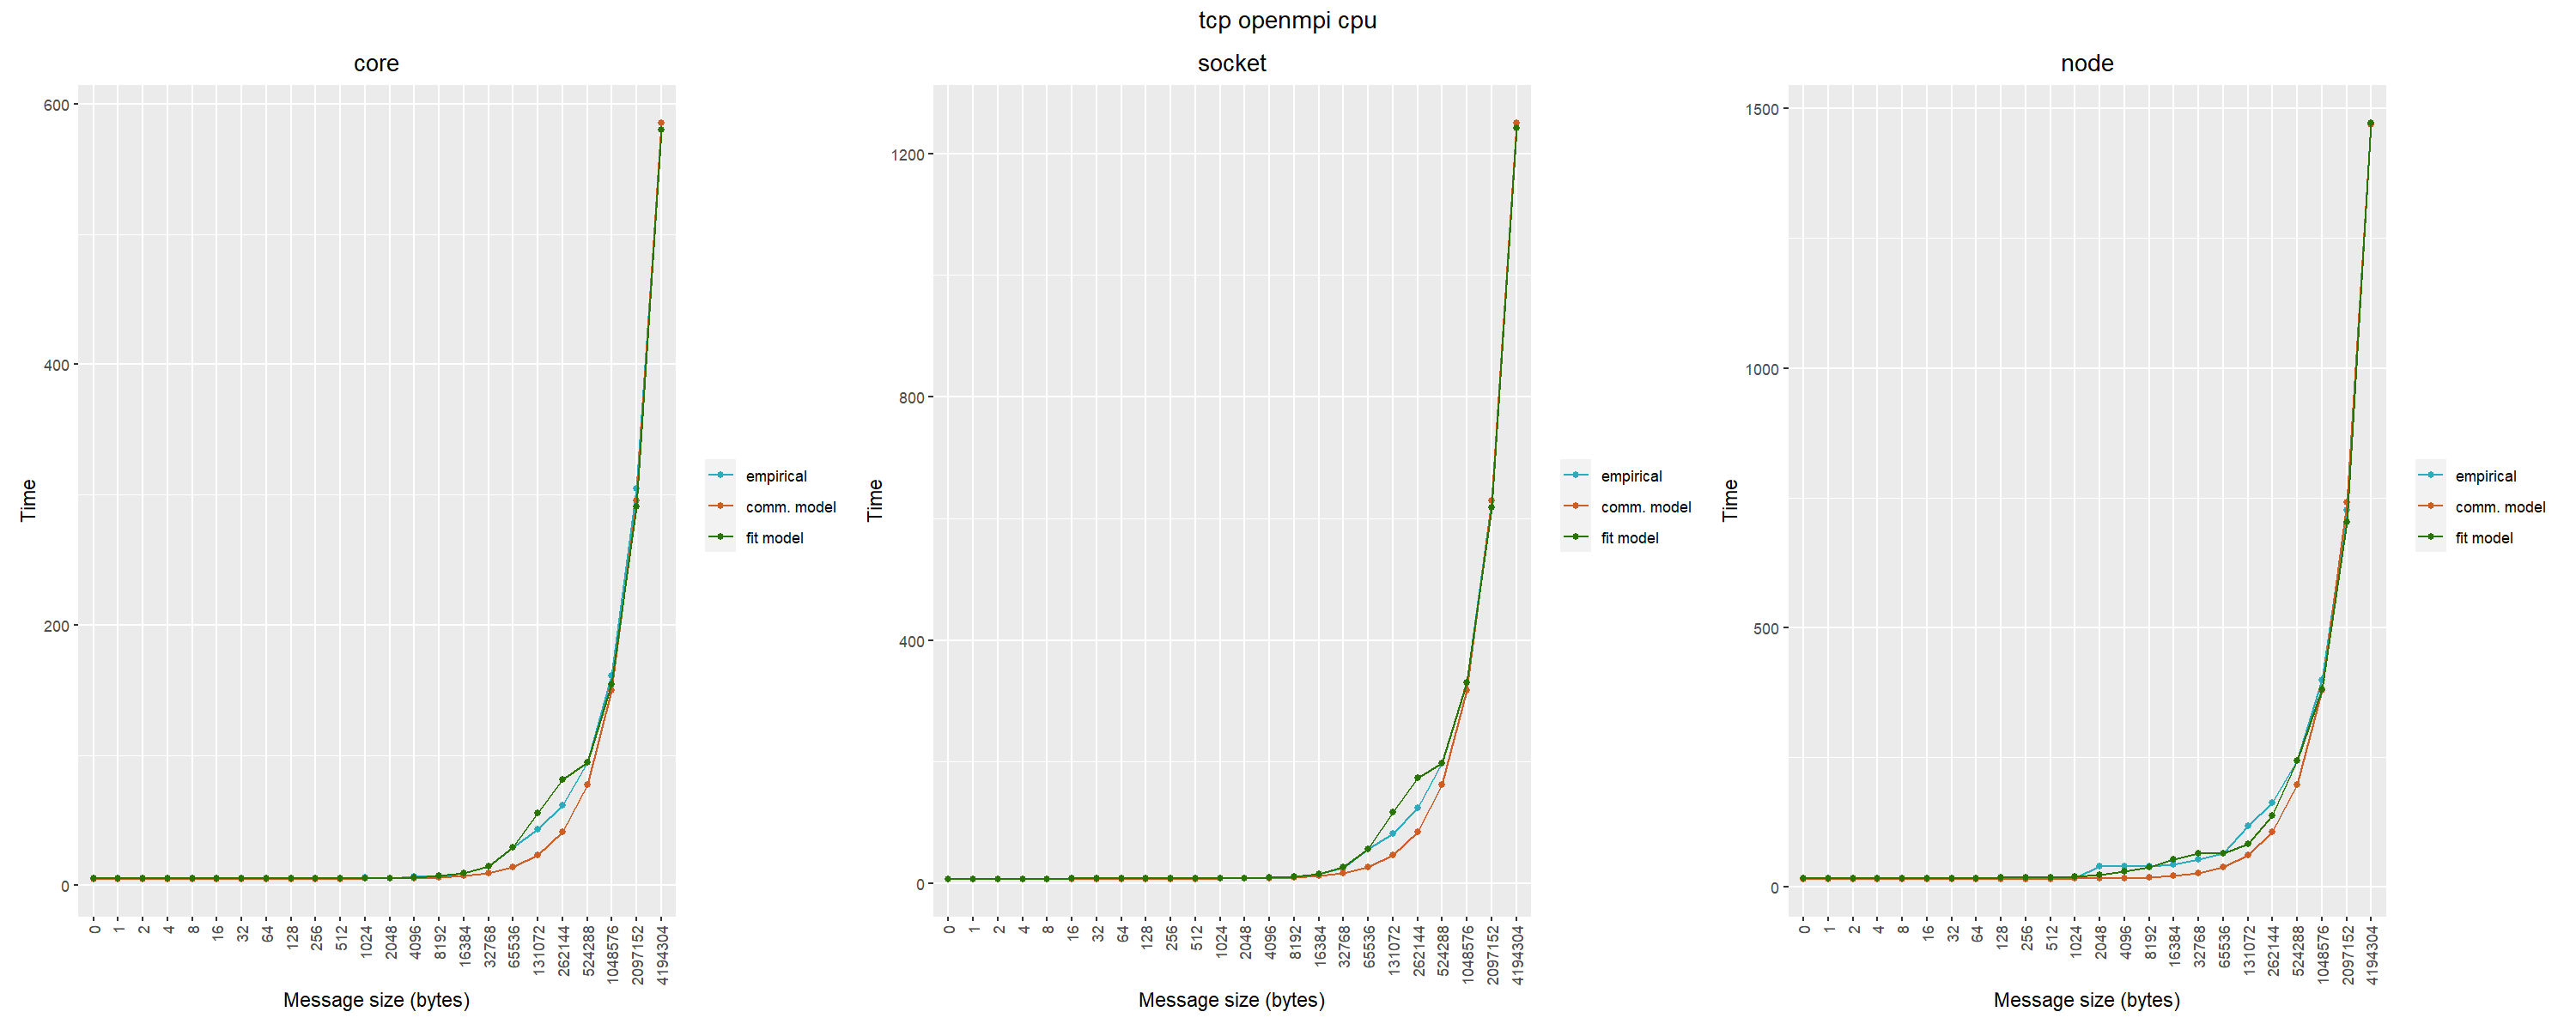 tcp openmpi cpu
core
600
400
200
0
Time
0 1 2 4 8 16 32 64 128 256 512 1024 2048 4096 8192 16384 32768 65536 131072 262144 524288 1048576 2097152 4194304
Message size (bytes)
empirical
comm. model
fit model
socket
1200
800
400
0
Time
0 1 2 4 8 16 32 64 128 256 512 1024 2048 4096 8192 16384 32768 65536 131072 262144 524288 1048576 2097152 4194304
Message size (bytes)
empirical
comm. model
fit model
node
1500
1000
500
0
Time
0 1 2 4 8 16 32 64 128 256 512 1024 2048 4096 8192 16384 32768 65536 131072 262144 524288 1048576 2097152 4194304
Message size (bytes)
empirical
comm. model
fit model